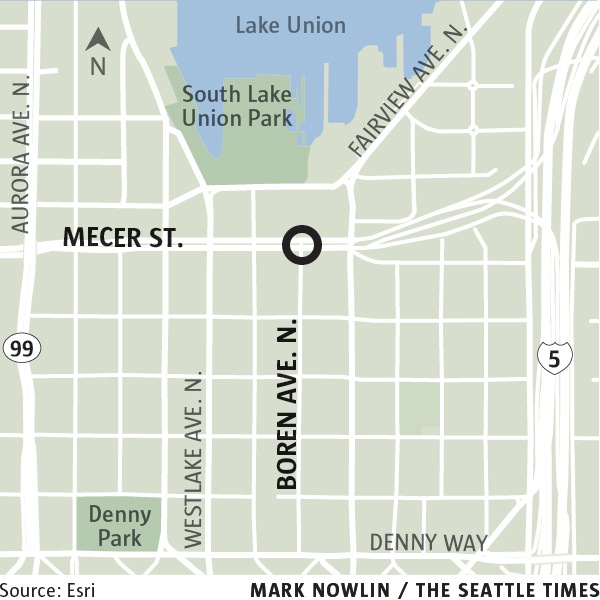 Lake Union
N
South Lake
Union Park
FAIRVIEW AVE. N.
AURORA AVE. N.
MECER ST.
99
5
BOREN AVE. N.
WESTLAKE AVE. N.
Denny
Park
DENNY WAY
Source: Esri
MARK NOWLIN / THE SEATTLE TIMES